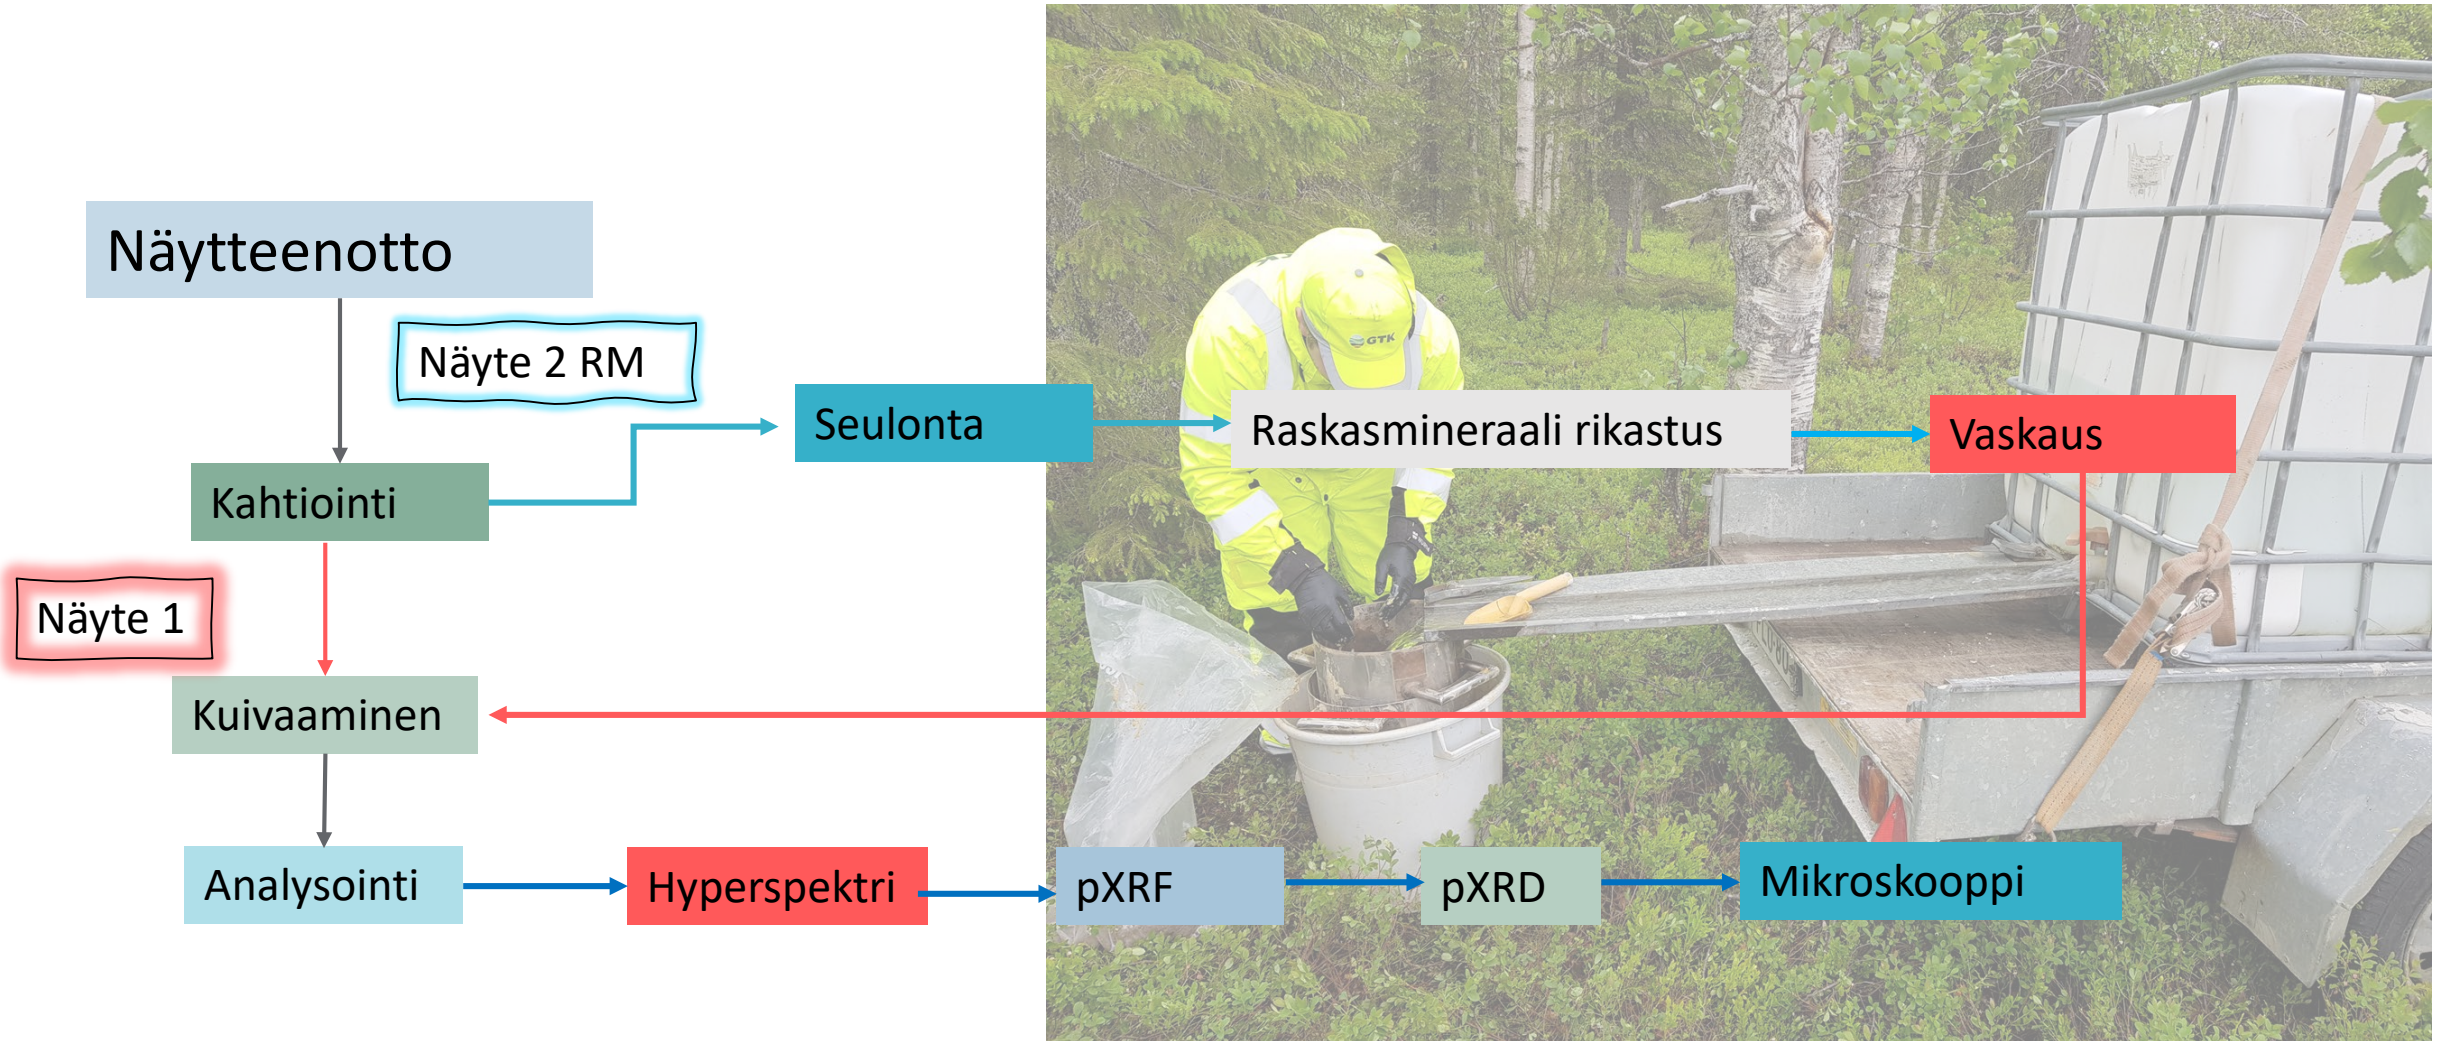 Näytteenotto
Näyte 2 RM
Seulonta
Raskasmineraali rikastus
Vaskaus
Kahtiointi
Näyte 1
Kuivaaminen
Analysointi
Hyperspektri
pXRF
pXRD
Mikroskooppi
GTK